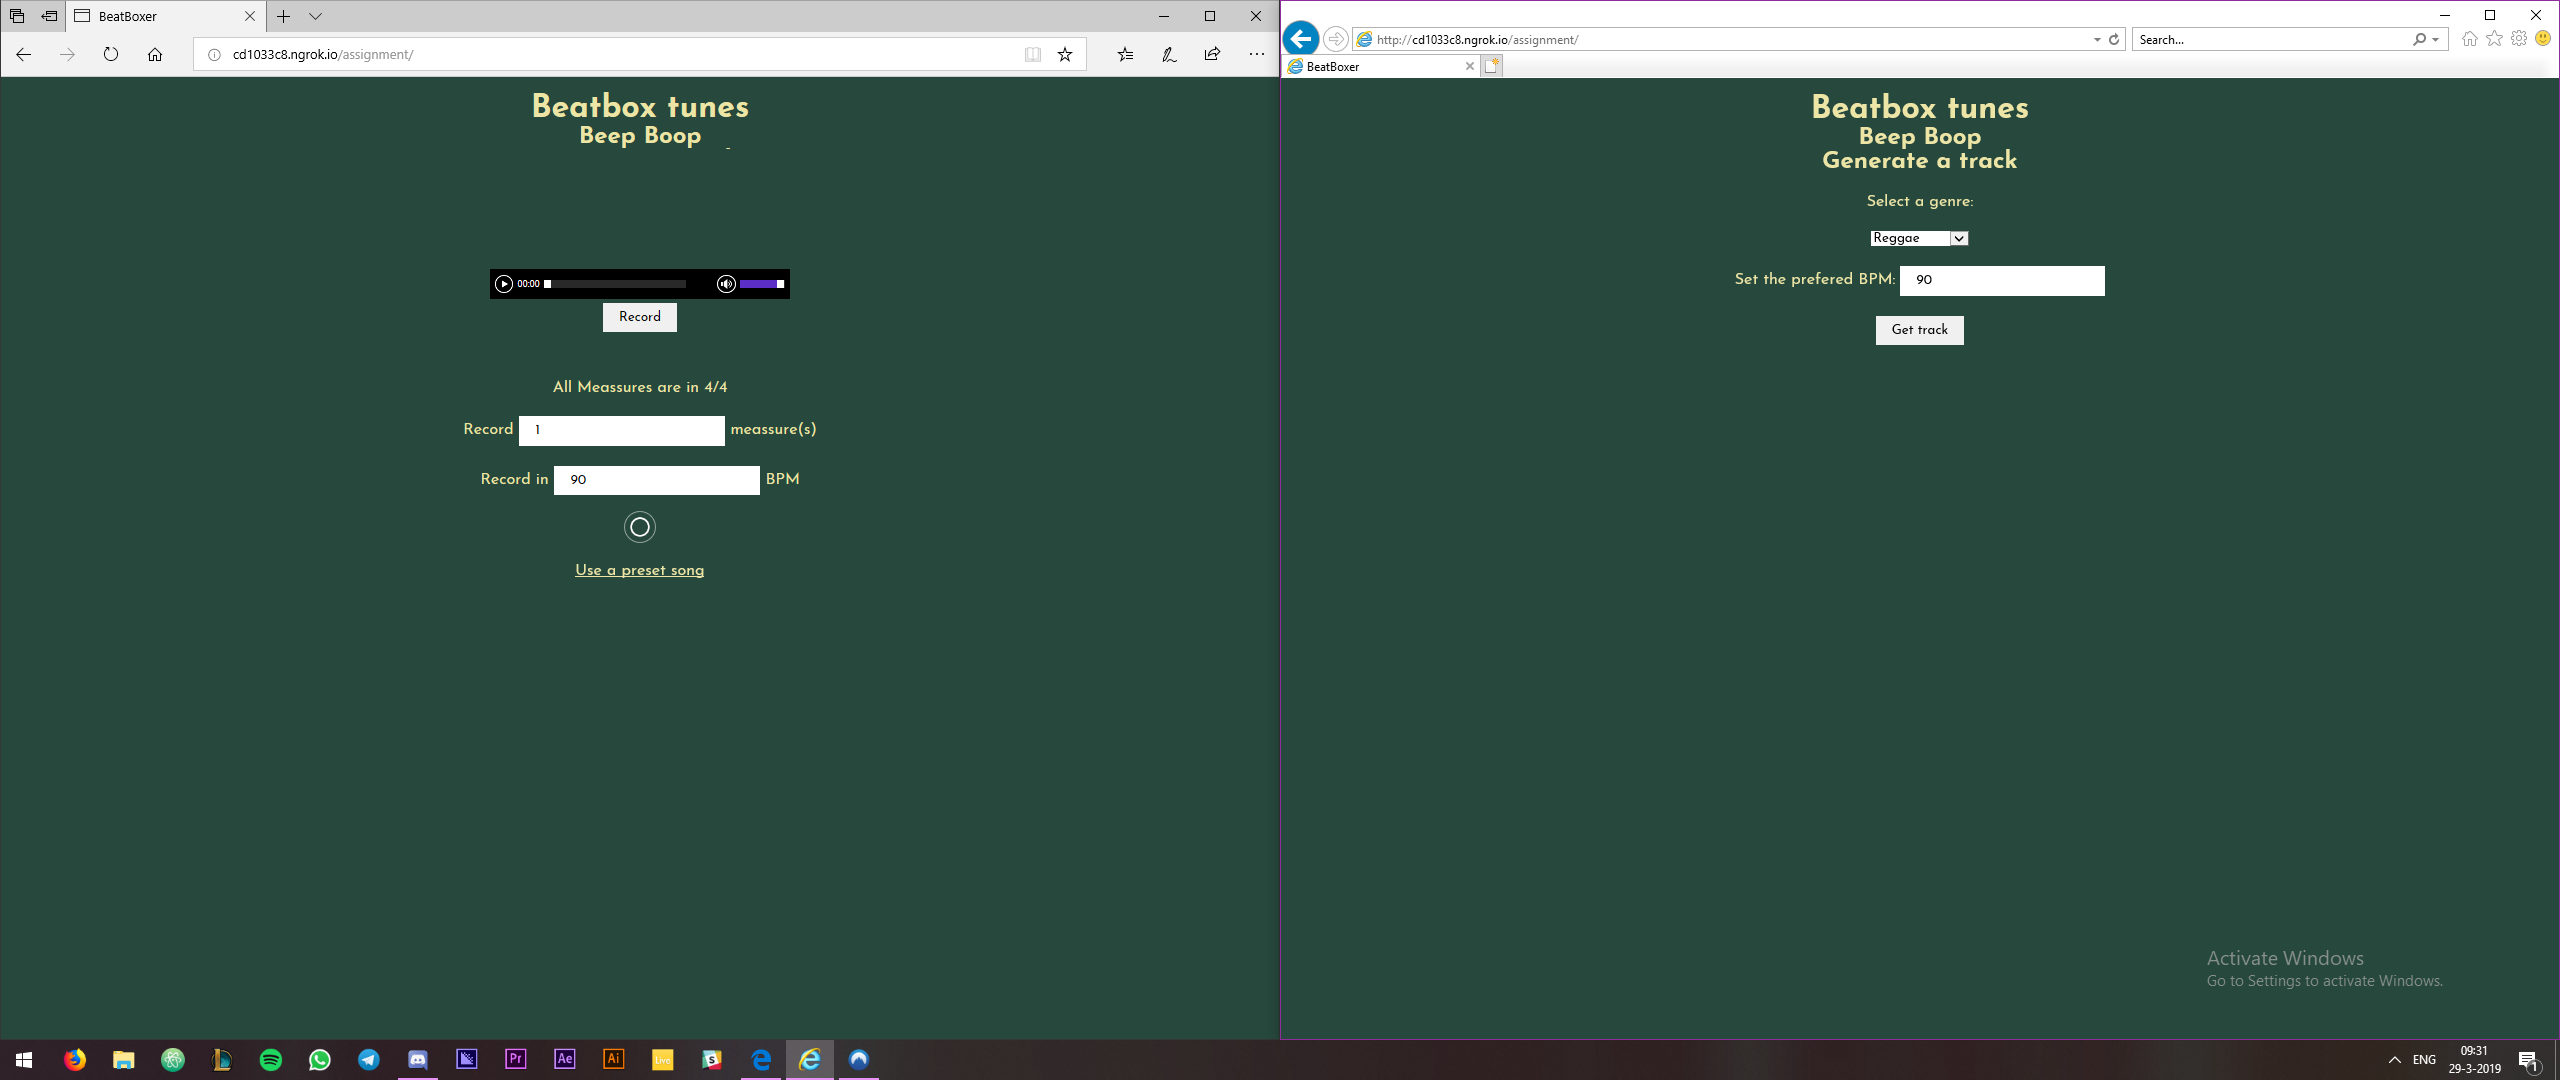 BeatBoxer
cd1033c8.ngrok.io/assignment/
Beatbox tunes
Beep Boop
00:00
Record
All Meassures are in 4/4
Record 1 meassure(s)
Record in 90 BPM
Use a preset song
http://cd1033c8.ngrok.io/assignment/
Search...
BeatBoxer
Beatbox tunes
Beep Boop
Generate a track
Select a genre:
Reggae
Set the prefered BPM: 90
Get track
Activate Windows
Go to Settings to activate Windows.
Pr
Ae
Ai
Live
ENG
09:31
29-3-2019
1